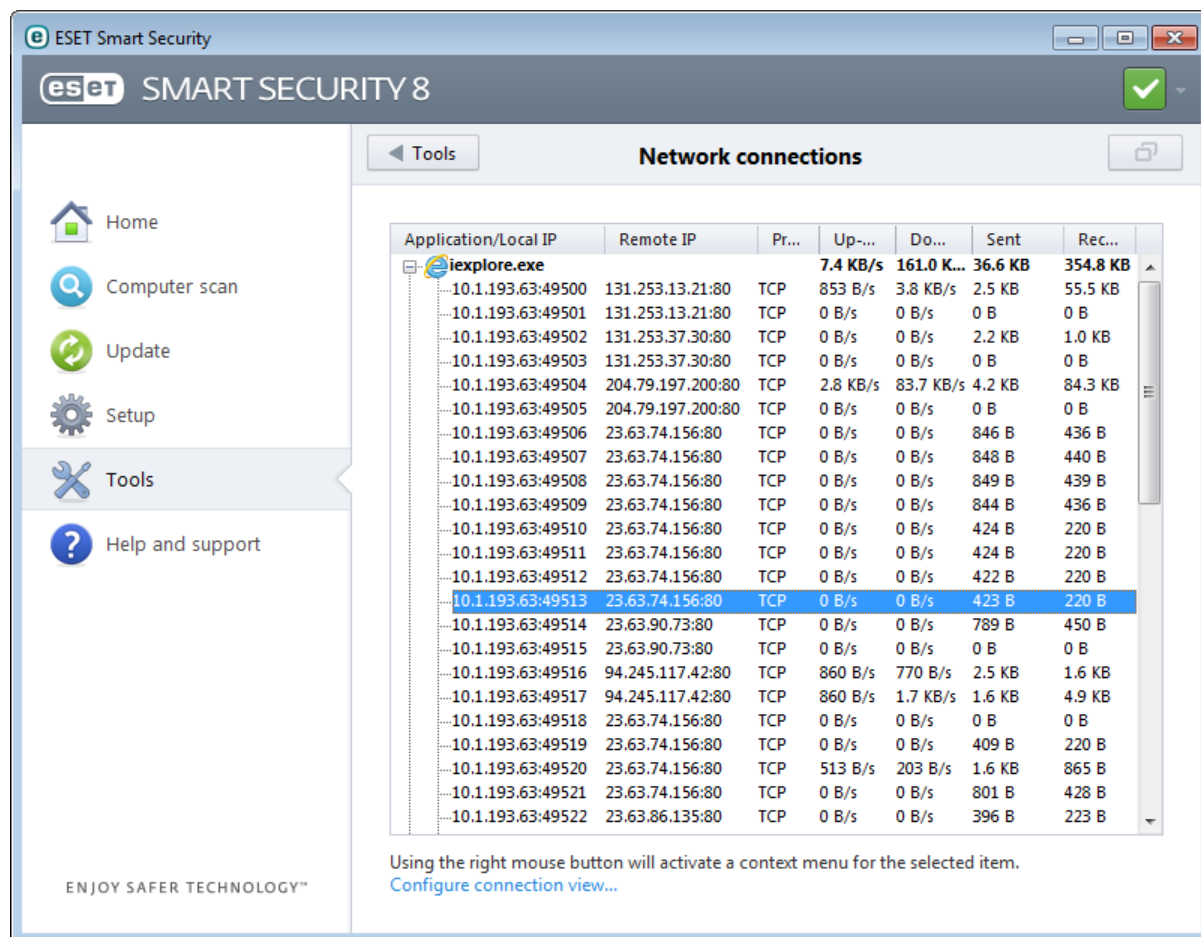 ESET Smart Security
eset SMART SECURITY 8
Tools Network connections
Home
Computer scan
Update
Setup
Tools
Help and support
ENJOY SAFER TECHNOLOGY™
Application/Local IP Remote IP Pr... Up-... Do... Sent Rec...
iexplore.exe 7.4 KB/s 161.0 K... 36.6 KB 354.8 KB
10.1.193.63:49500 131.253.13.21:80 TCP 853 B/s 3.8 KB/s 2.5 KB 55.5 KB
10.1.193.63:49501 131.253.13.21:80 TCP 0 B/s 0 B/s 0 B 0 B
10.1.193.63:49502 131.253.37.30:80 TCP 0 B/s 0 B/s 2.2 KB 1.0 KB
10.1.193.63:49503 131.253.37.30:80 TCP 0 B/s 0 B/s 0 B 0 B
10.1.193.63:49504 204.79.197.200:80 TCP 2.8 KB/s 83.7 KB/s 4.2 KB 84.3 KB
10.1.193.63:49505 204.79.197.200:80 TCP 0 B/s 0 B/s 0 B 0 B
10.1.193.63:49506 23.63.74.156:80 TCP 0 B/s 0 B/s 846 B 436 B
10.1.193.63:49507 23.63.74.156:80 TCP 0 B/s 0 B/s 848 B 440 B
10.1.193.63:49508 23.63.74.156:80 TCP 0 B/s 0 B/s 849 B 439 B
10.1.193.63:49509 23.63.74.156:80 TCP 0 B/s 0 B/s 844 B 436 B
10.1.193.63:49510 23.63.74.156:80 TCP 0 B/s 0 B/s 424 B 220 B
10.1.193.63:49511 23.63.74.156:80 TCP 0 B/s 0 B/s 424 B 220 B
10.1.193.63:49512 23.63.74.156:80 TCP 0 B/s 0 B/s 422 B 220 B
10.1.193.63:49513 23.63.74.156:80 TCP 0 B/s 0 B/s 423 B 220 B
10.1.193.63:49514 23.63.90.73:80 TCP 0 B/s 0 B/s 789 B 450 B
10.1.193.63:49515 23.63.90.73:80 TCP 0 B/s 0 B/s 0 B 0 B
10.1.193.63:49516 94.245.117.42:80 TCP 860 B/s 770 B/s 2.5 KB 1.6 KB
10.1.193.63:49517 94.245.117.42:80 TCP 860 B/s 1.7 KB/s 1.6 KB 4.9 KB
10.1.193.63:49518 23.63.74.156:80 TCP 0 B/s 0 B/s 0 B 0 B
10.1.193.63:49519 23.63.74.156:80 TCP 0 B/s 0 B/s 409 B 220 B
10.1.193.63:49520 23.63.74.156:80 TCP 513 B/s 203 B/s 1.6 KB 865 B
10.1.193.63:49521 23.63.74.156:80 TCP 0 B/s 0 B/s 801 B 428 B
10.1.193.63:49522 23.63.86.135:80 TCP 0 B/s 0 B/s 396 B 223 B
Using the right mouse button will activate a context menu for the selected item.
Configure connection view...